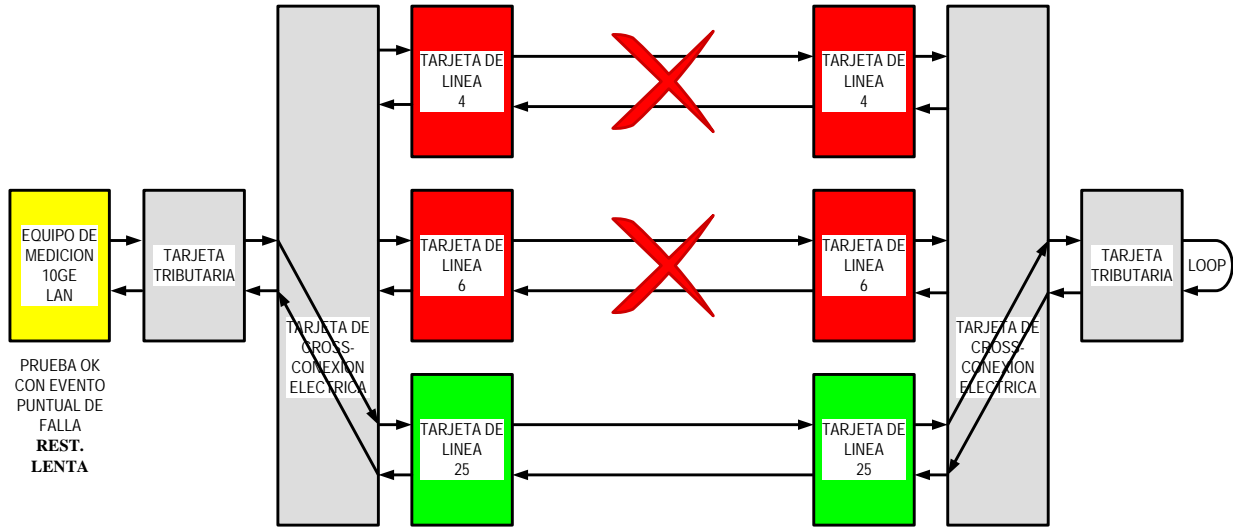 TARJETA DE
LINEA
4
TARJETA DE
LINEA
4
EQUIPO DE
MEDICION
10GE
LAN
TARJETA
TRIBUTARIA
TARJETA DE
CROSS-
CONEXION
ELECTRICA
TARJETA DE
LINEA
6
TARJETA DE
LINEA
6
TARJETA DE
CROSS-
CONEXION
ELECTRICA
TARJETA
TRIBUTARIA
LOOP
PRUEBA OK
CON EVENTO
PUNTUAL DE
FALLA
REST.
LENTA
TARJETA DE
LINEA
25
TARJETA DE
LINEA
25